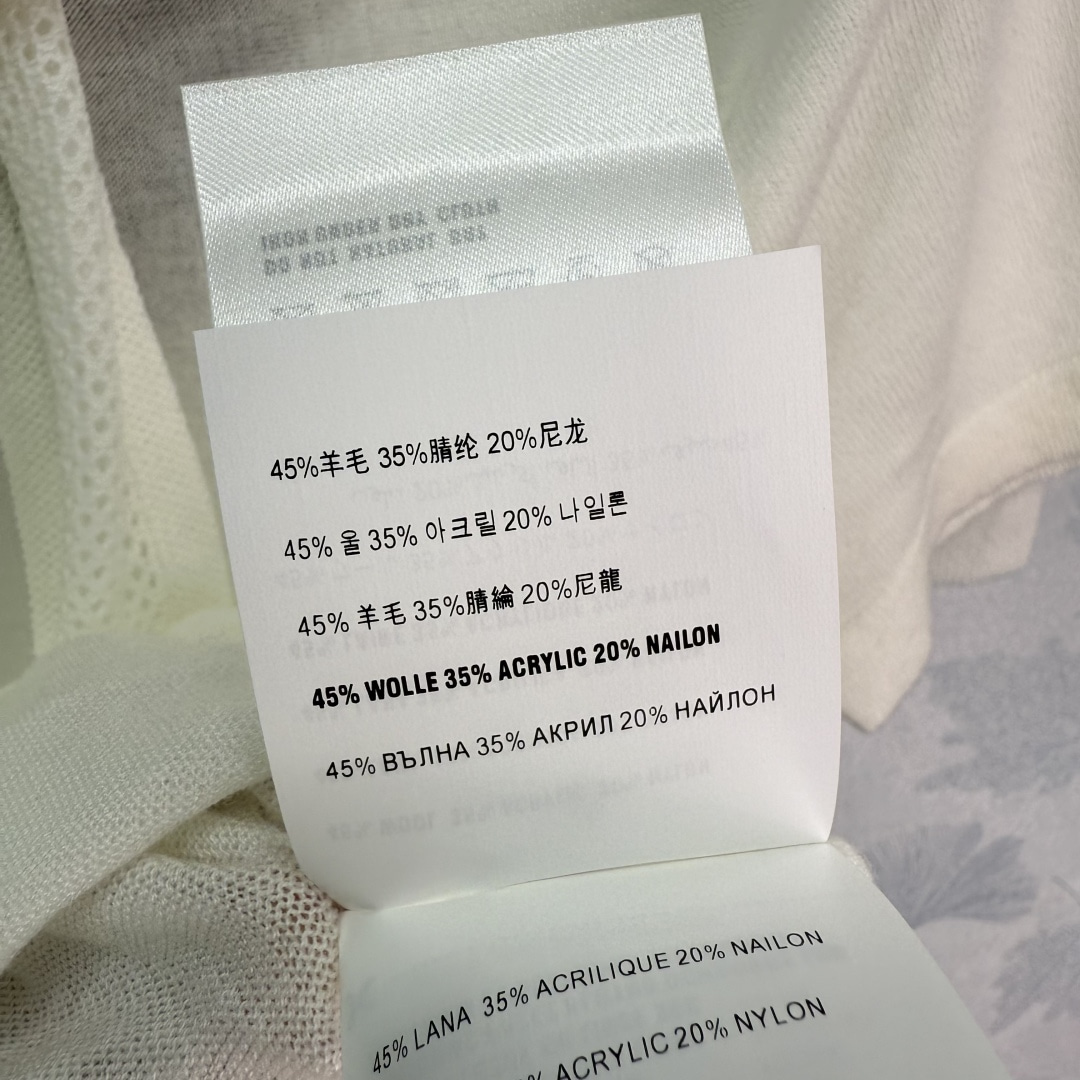 45%羊毛 35%腈纶 20%尼龙
45% 울 35% 아크릴 20% 나일론
45% 羊毛 35%腈綸 20%尼龍
45% WOLLE 35% ACRYLIC 20% NAILON
45% ВЪЛНА 35% АКРИЛ 20% НАЙЛОН
45% LANA 35% ACRILIQUE 20% NAILON
% ACRYLIC 20% NYLON